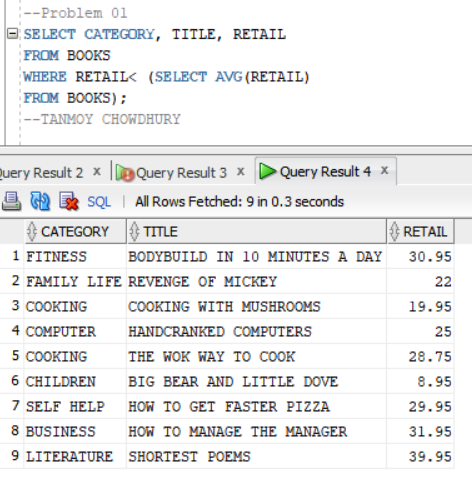 --Problem 01
SELECT CATEGORY, TITLE, RETAIL
FROM BOOKS
WHERE RETAIL< (SELECT AVG(RETAIL)
FROM BOOKS);
--TANMOY CHOWDHURY
uery Result 2 x Query Result 3 x Query Result 4 x
SQL | All Rows Fetched: 9 in 0.3 seconds
CATEGORY TITLE RETAIL
1 FITNESS BODYBUILD IN 10 MINUTES A DAY 30.95
2 FAMILY LIFE REVENGE OF MICKEY 22
3 COOKING COOKING WITH MUSHROOMS 19.95
4 COMPUTER HANDCRANKED COMPUTERS 25
5 COOKING THE WOK WAY TO COOK 28.75
6 CHILDREN BIG BEAR AND LITTLE DOVE 8.95
7 SELF HELP HOW TO GET FASTER PIZZA 29.95
8 BUSINESS HOW TO MANAGE THE MANAGER 31.95
9 LITERATURE SHORTEST POEMS 39.95